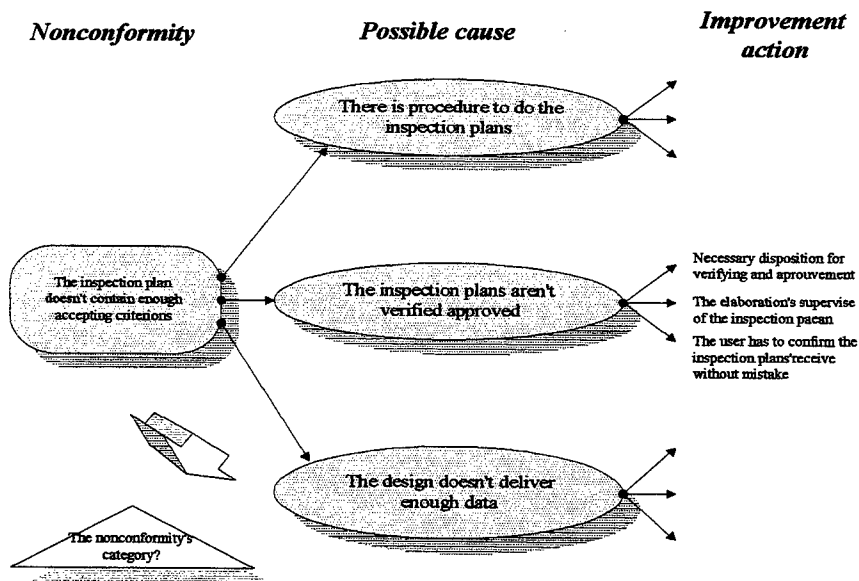 Nonconformity
Possible cause
Improvement
action
There is procedure to do the
inspection plans
The inspection plan
doesn't contain enough
accepting criterions
The inspection plans aren't
verified approved
Necessary disposition for
verifying and aprouvement
The elaboration's supervise
of the inspection paean
The user has to confirm the
inspection plans'receive
without mistake
The design doesn't deliver
enough data
The nonconformity's
category?